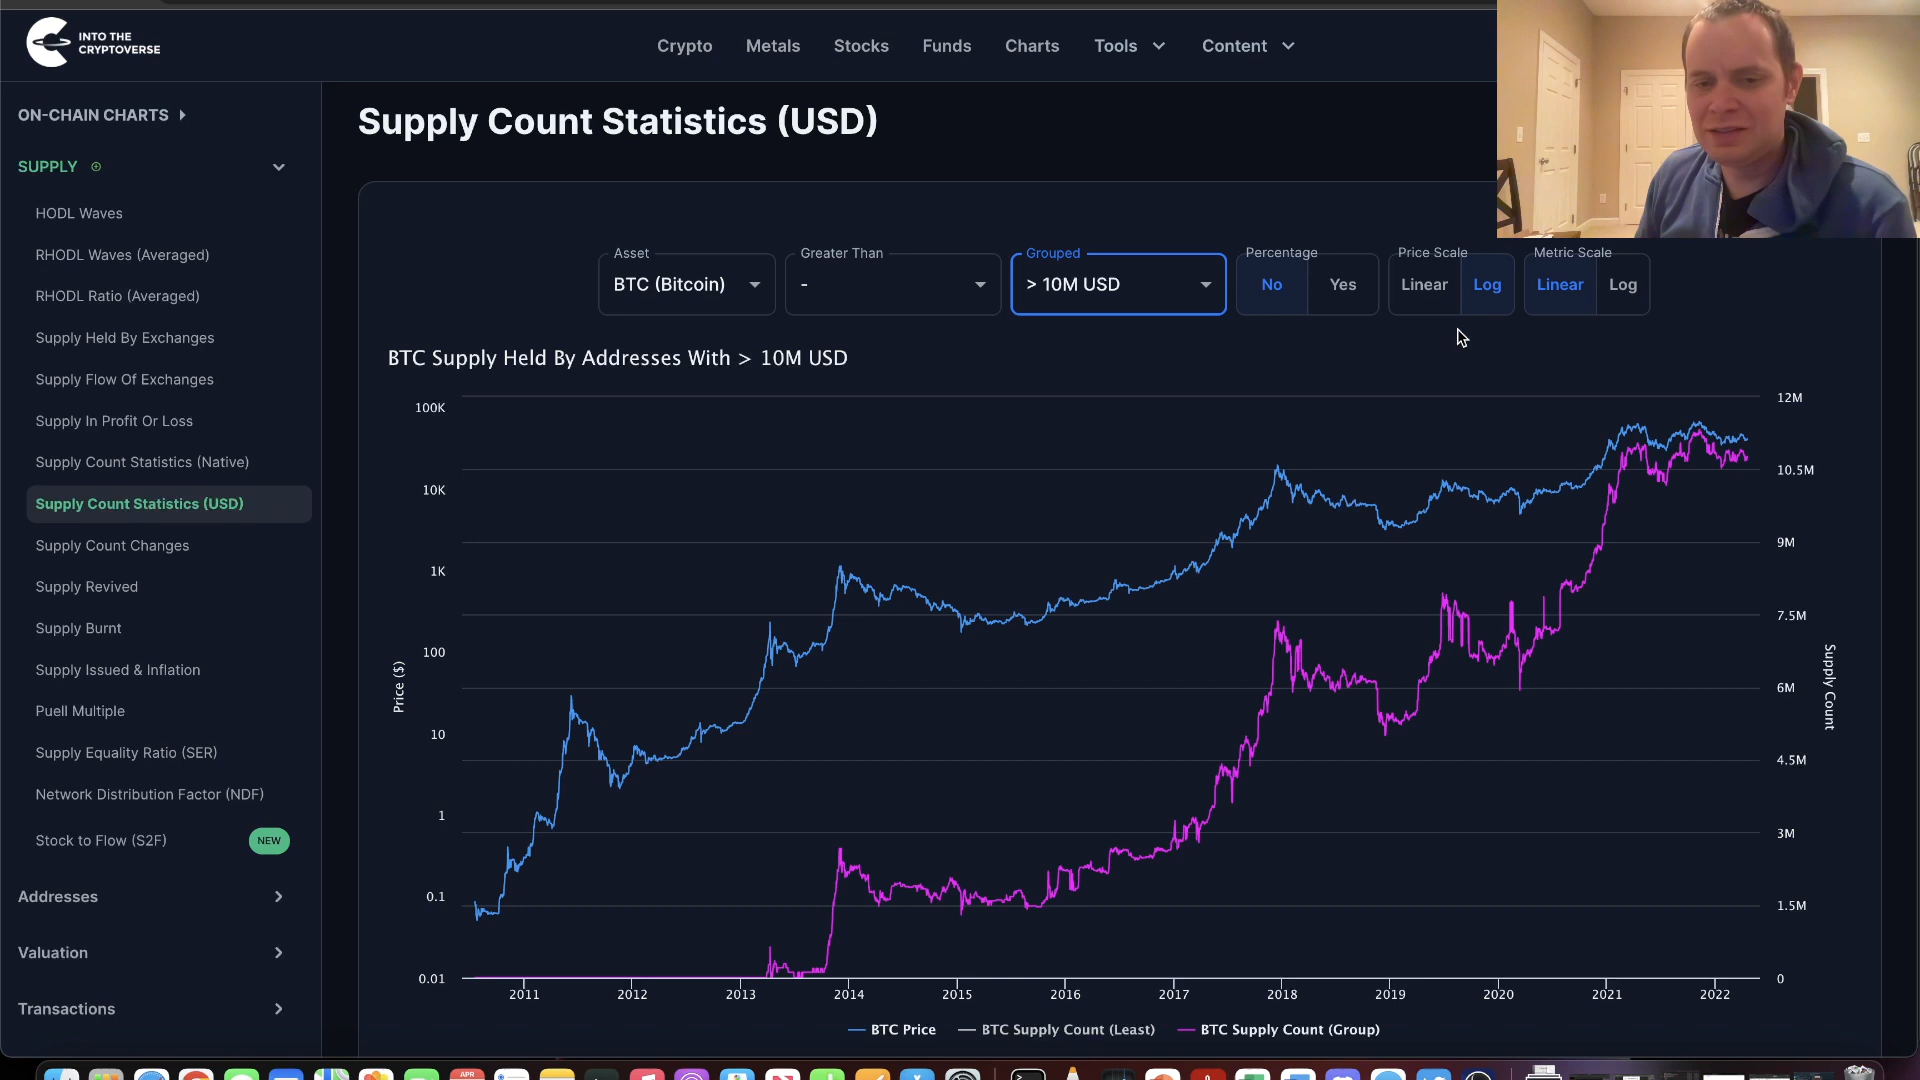 INTO THE
CRYPTOVERSE
Crypto
Metals
Stocks
Funds
Charts
Tools
Content
ON-CHAIN CHARTS
SUPPLY
HODL Waves
RHODL Waves (Averaged)
RHODL Ratio (Averaged)
Supply Held By Exchanges
Supply Flow Of Exchanges
Supply In Profit Or Loss
Supply Count Statistics (Native)
Supply Count Statistics (USD)
Supply Count Changes
Supply Revived
Supply Burnt
Supply Issued & Inflation
Puell Multiple
Supply Equality Ratio (SER)
Network Distribution Factor (NDF)
Stock to Flow (S2F)
NEW
Addresses
Valuation
Transactions
Supply Count Statistics (USD)
Asset
BTC (Bitcoin)
Greater Than
-
Grouped
> 10M USD
Percentage
No
Yes
Price Scale
Linear
Log
Metric Scale
Linear
Log
BTC Supply Held By Addresses With > 10M USD
100K
10K
1K
100
10
1
0.1
0.01
Price ($)
12M
10.5M
9M
7.5M
6M
4.5M
3M
1.5M
0
Supply Count
2011
2012
2013
2014
2015
2016
2017
2018
2019
2020
2021
2022
BTC Price
BTC Supply Count (Least)
BTC Supply Count (Group)
APR